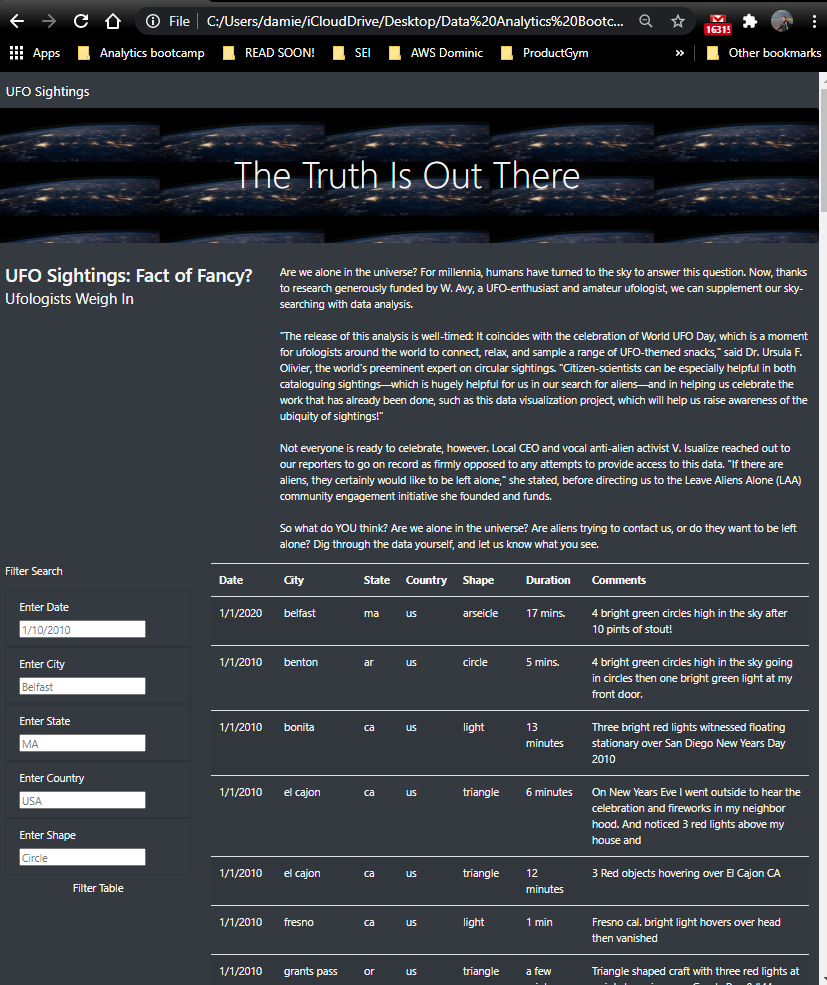 File
C:/Users/damie/iCloudDrive/Desktop/Data%20Analytics%20Bootc...
16315
Apps
Analytics bootcamp
READ SOON!
SEI
AWS Dominic
ProductGym
»
Other bookmarks
UFO Sightings
The Truth Is Out There
UFO Sightings: Fact of Fancy?
Ufologists Weigh In
Are we alone in the universe? For millennia, humans have turned to the sky to answer this question. Now, thanks
to research generously funded by W. Avy, a UFO-enthusiast and amateur ufologist, we can supplement our sky-
searching with data analysis.
"The release of this analysis is well-timed: It coincides with the celebration of World UFO Day, which is a moment
for ufologists around the world to connect, relax, and sample a range of UFO-themed snacks," said Dr. Ursula F.
Olivier, the world's preeminent expert on circular sightings. "Citizen-scientists can be especially helpful in both
cataloguing sightings—which is hugely helpful for us in our search for aliens—and in helping us celebrate the
work that has already been done, such as this data visualization project, which will help us raise awareness of the
ubiquity of sightings!"
Not everyone is ready to celebrate, however. Local CEO and vocal anti-alien activist V. Isualize reached out to
our reporters to go on record as firmly opposed to any attempts to provide access to this data. "If there are
aliens, they certainly would like to be left alone," she stated, before directing us to the Leave Aliens Alone (LAA)
community engagement initiative she founded and funds.
So what do YOU think? Are we alone in the universe? Are aliens trying to contact us, or do they want to be left
alone? Dig through the data yourself, and let us know what you see.
Filter Search
Enter Date
1/10/2010
Enter City
Belfast
Enter State
MA
Enter Country
USA
Enter Shape
Circle
Filter Table
Date City State Country Shape Duration Comments
1/1/2020 belfast ma us arseicle 17 mins. 4 bright green circles high in the sky after
10 pints of stout!
1/1/2010 benton ar us circle 5 mins. 4 bright green circles high in the sky going
in circles then one bright green light at my
front door.
1/1/2010 bonita ca us light 13 Three bright red lights witnessed floating
minutes stationary over San Diego New Years Day
2010
1/1/2010 el cajon ca us triangle 6 minutes On New Years Eve I went outside to hear the
celebration and fireworks in my neighbor
hood. And noticed 3 red lights above my
house and
1/1/2010 el cajon ca us triangle 12 3 Red objects hovering over El Cajon CA
minutes
1/1/2010 fresno ca us light 1 min Fresno cal. bright light hovers over head
then vanished
1/1/2010 grants pass or us triangle a few Triangle shaped craft with three red lights at